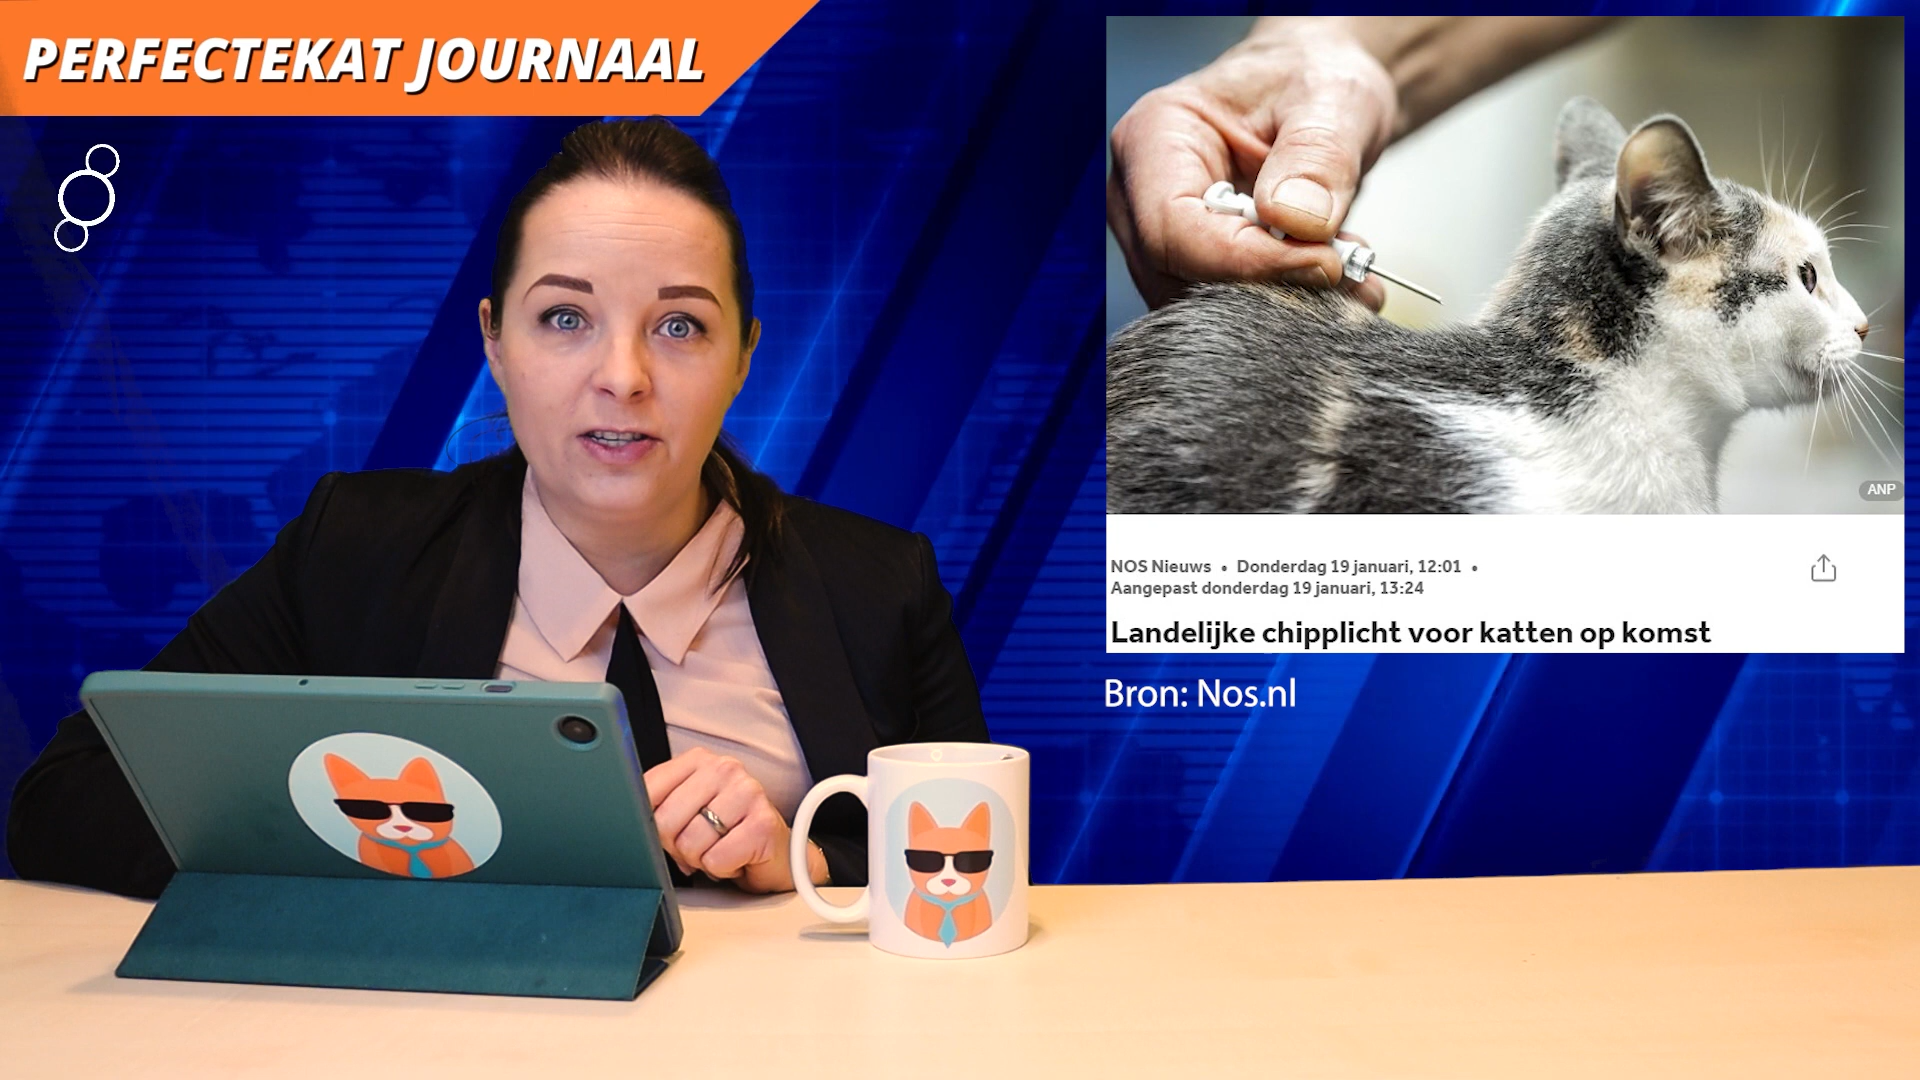 PERFECTEKAT JOURNAAL
ANP
NOS Nieuws • Donderdag 19 januari, 12:01 •
Aangepast donderdag 19 januari, 13:24
Landelijke chipplicht voor katten op komst
Bron: Nos.nl